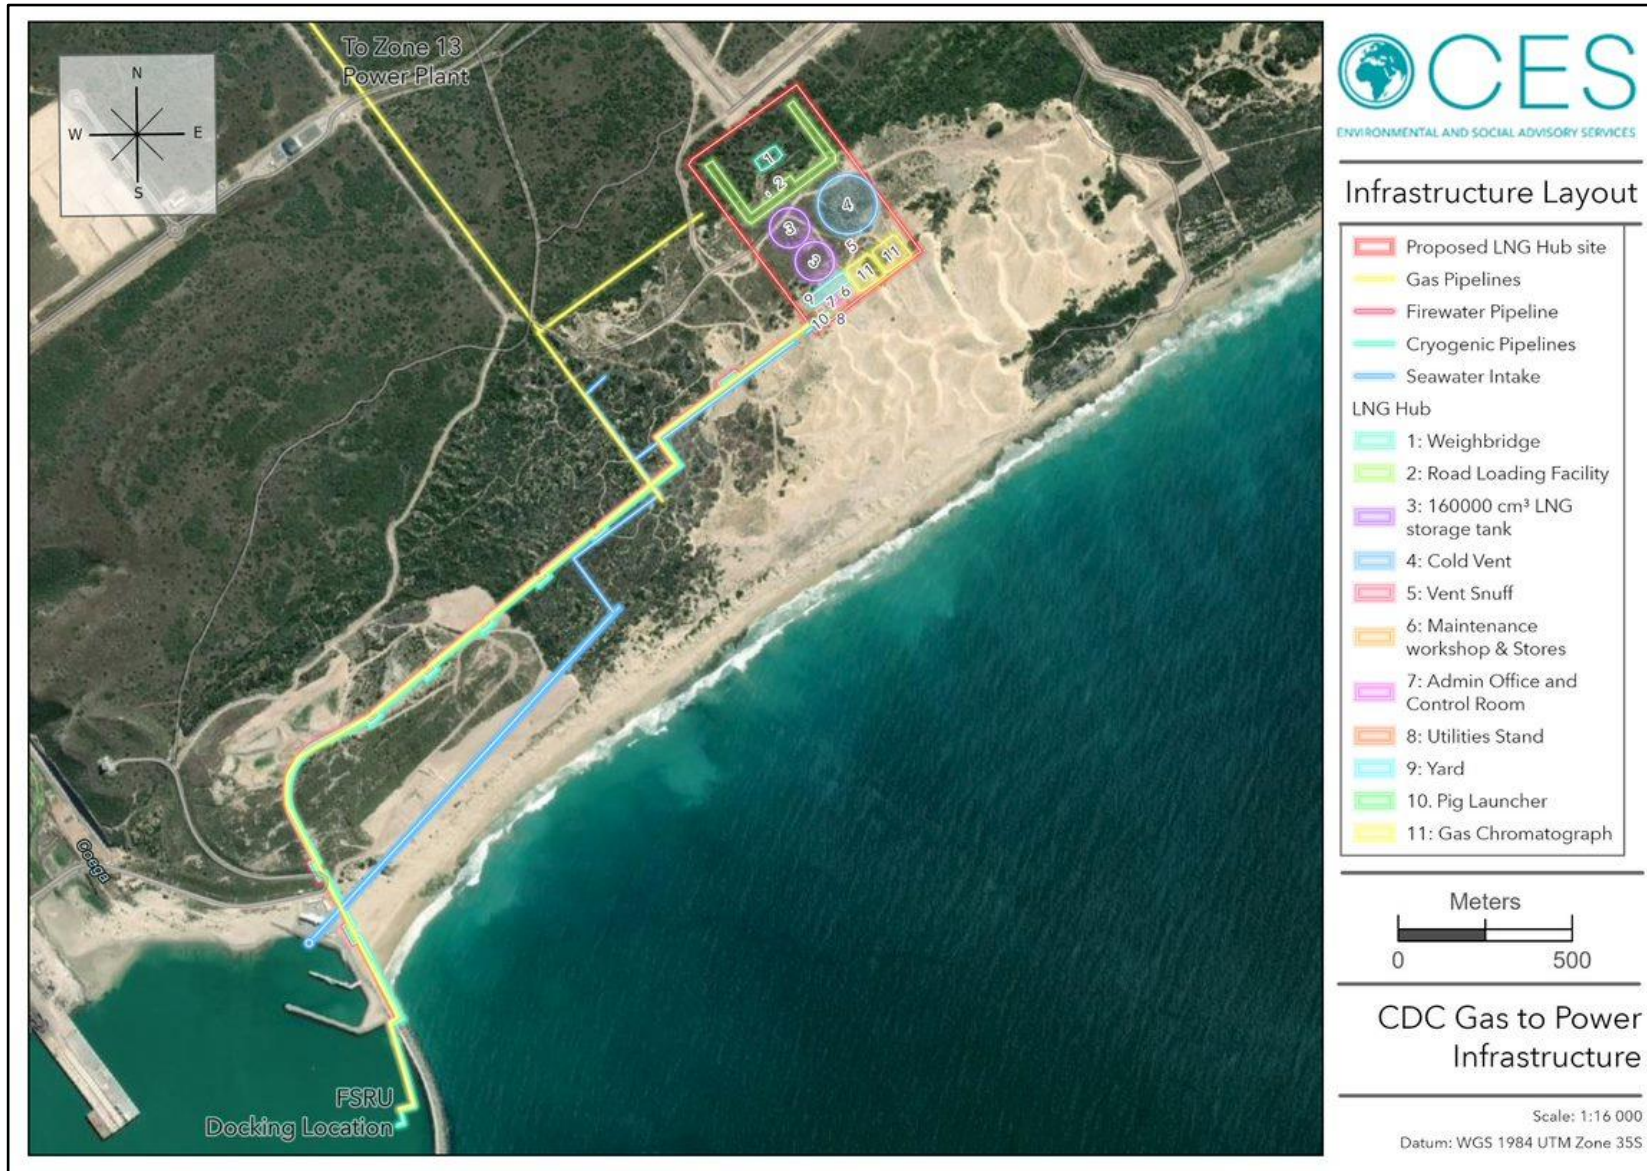 To Zone 13
Power Plant
N
W
E
S
1
2
3
3
4
5
11
11
9
7
6
10
8
Coega
FSRU
Docking Location
CES
ENVIRONMENTAL AND SOCIAL ADVISORY SERVICES
Infrastructure Layout
Proposed LNG Hub site
Gas Pipelines
Firewater Pipeline
Cryogenic Pipelines
Seawater Intake
LNG Hub
1: Weighbridge
2: Road Loading Facility
3: 160000 cm³ LNG
storage tank
4: Cold Vent
5: Vent Snuff
6: Maintenance
workshop & Stores
7: Admin Office and
Control Room
8: Utilities Stand
9: Yard
10. Pig Launcher
11: Gas Chromatograph
Meters
0 500
CDC Gas to Power
Infrastructure
Scale: 1:16 000
Datum: WGS 1984 UTM Zone 35S